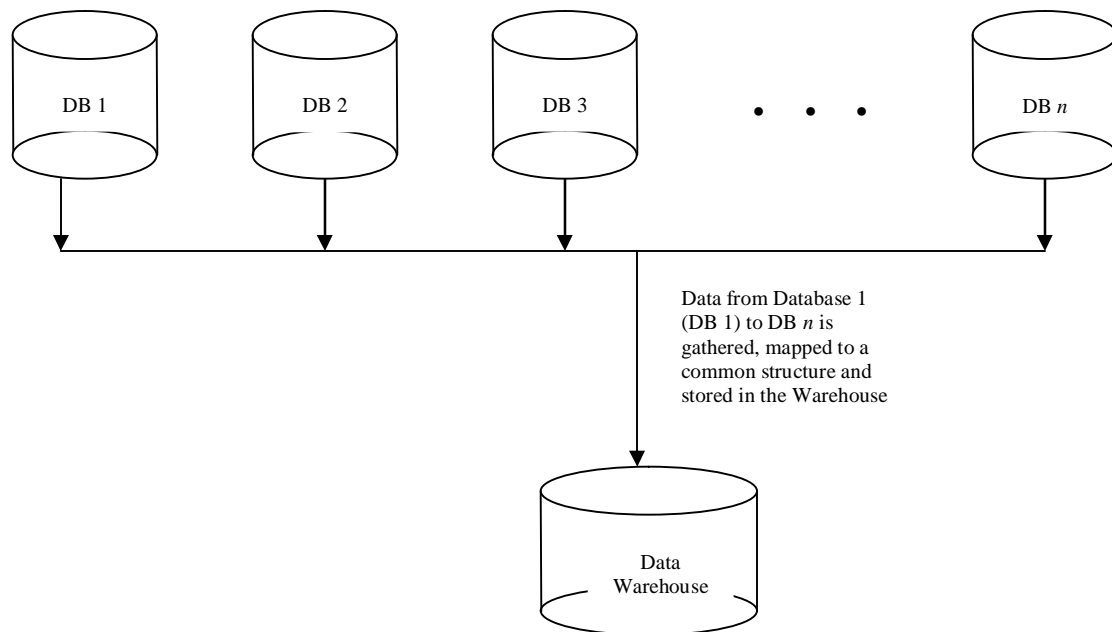 DB 1
DB 2
DB 3
. . .
DB n
Data from Database 1
(DB 1) to DB n is
gathered, mapped to a
common structure and
stored in the Warehouse
Data
Warehouse